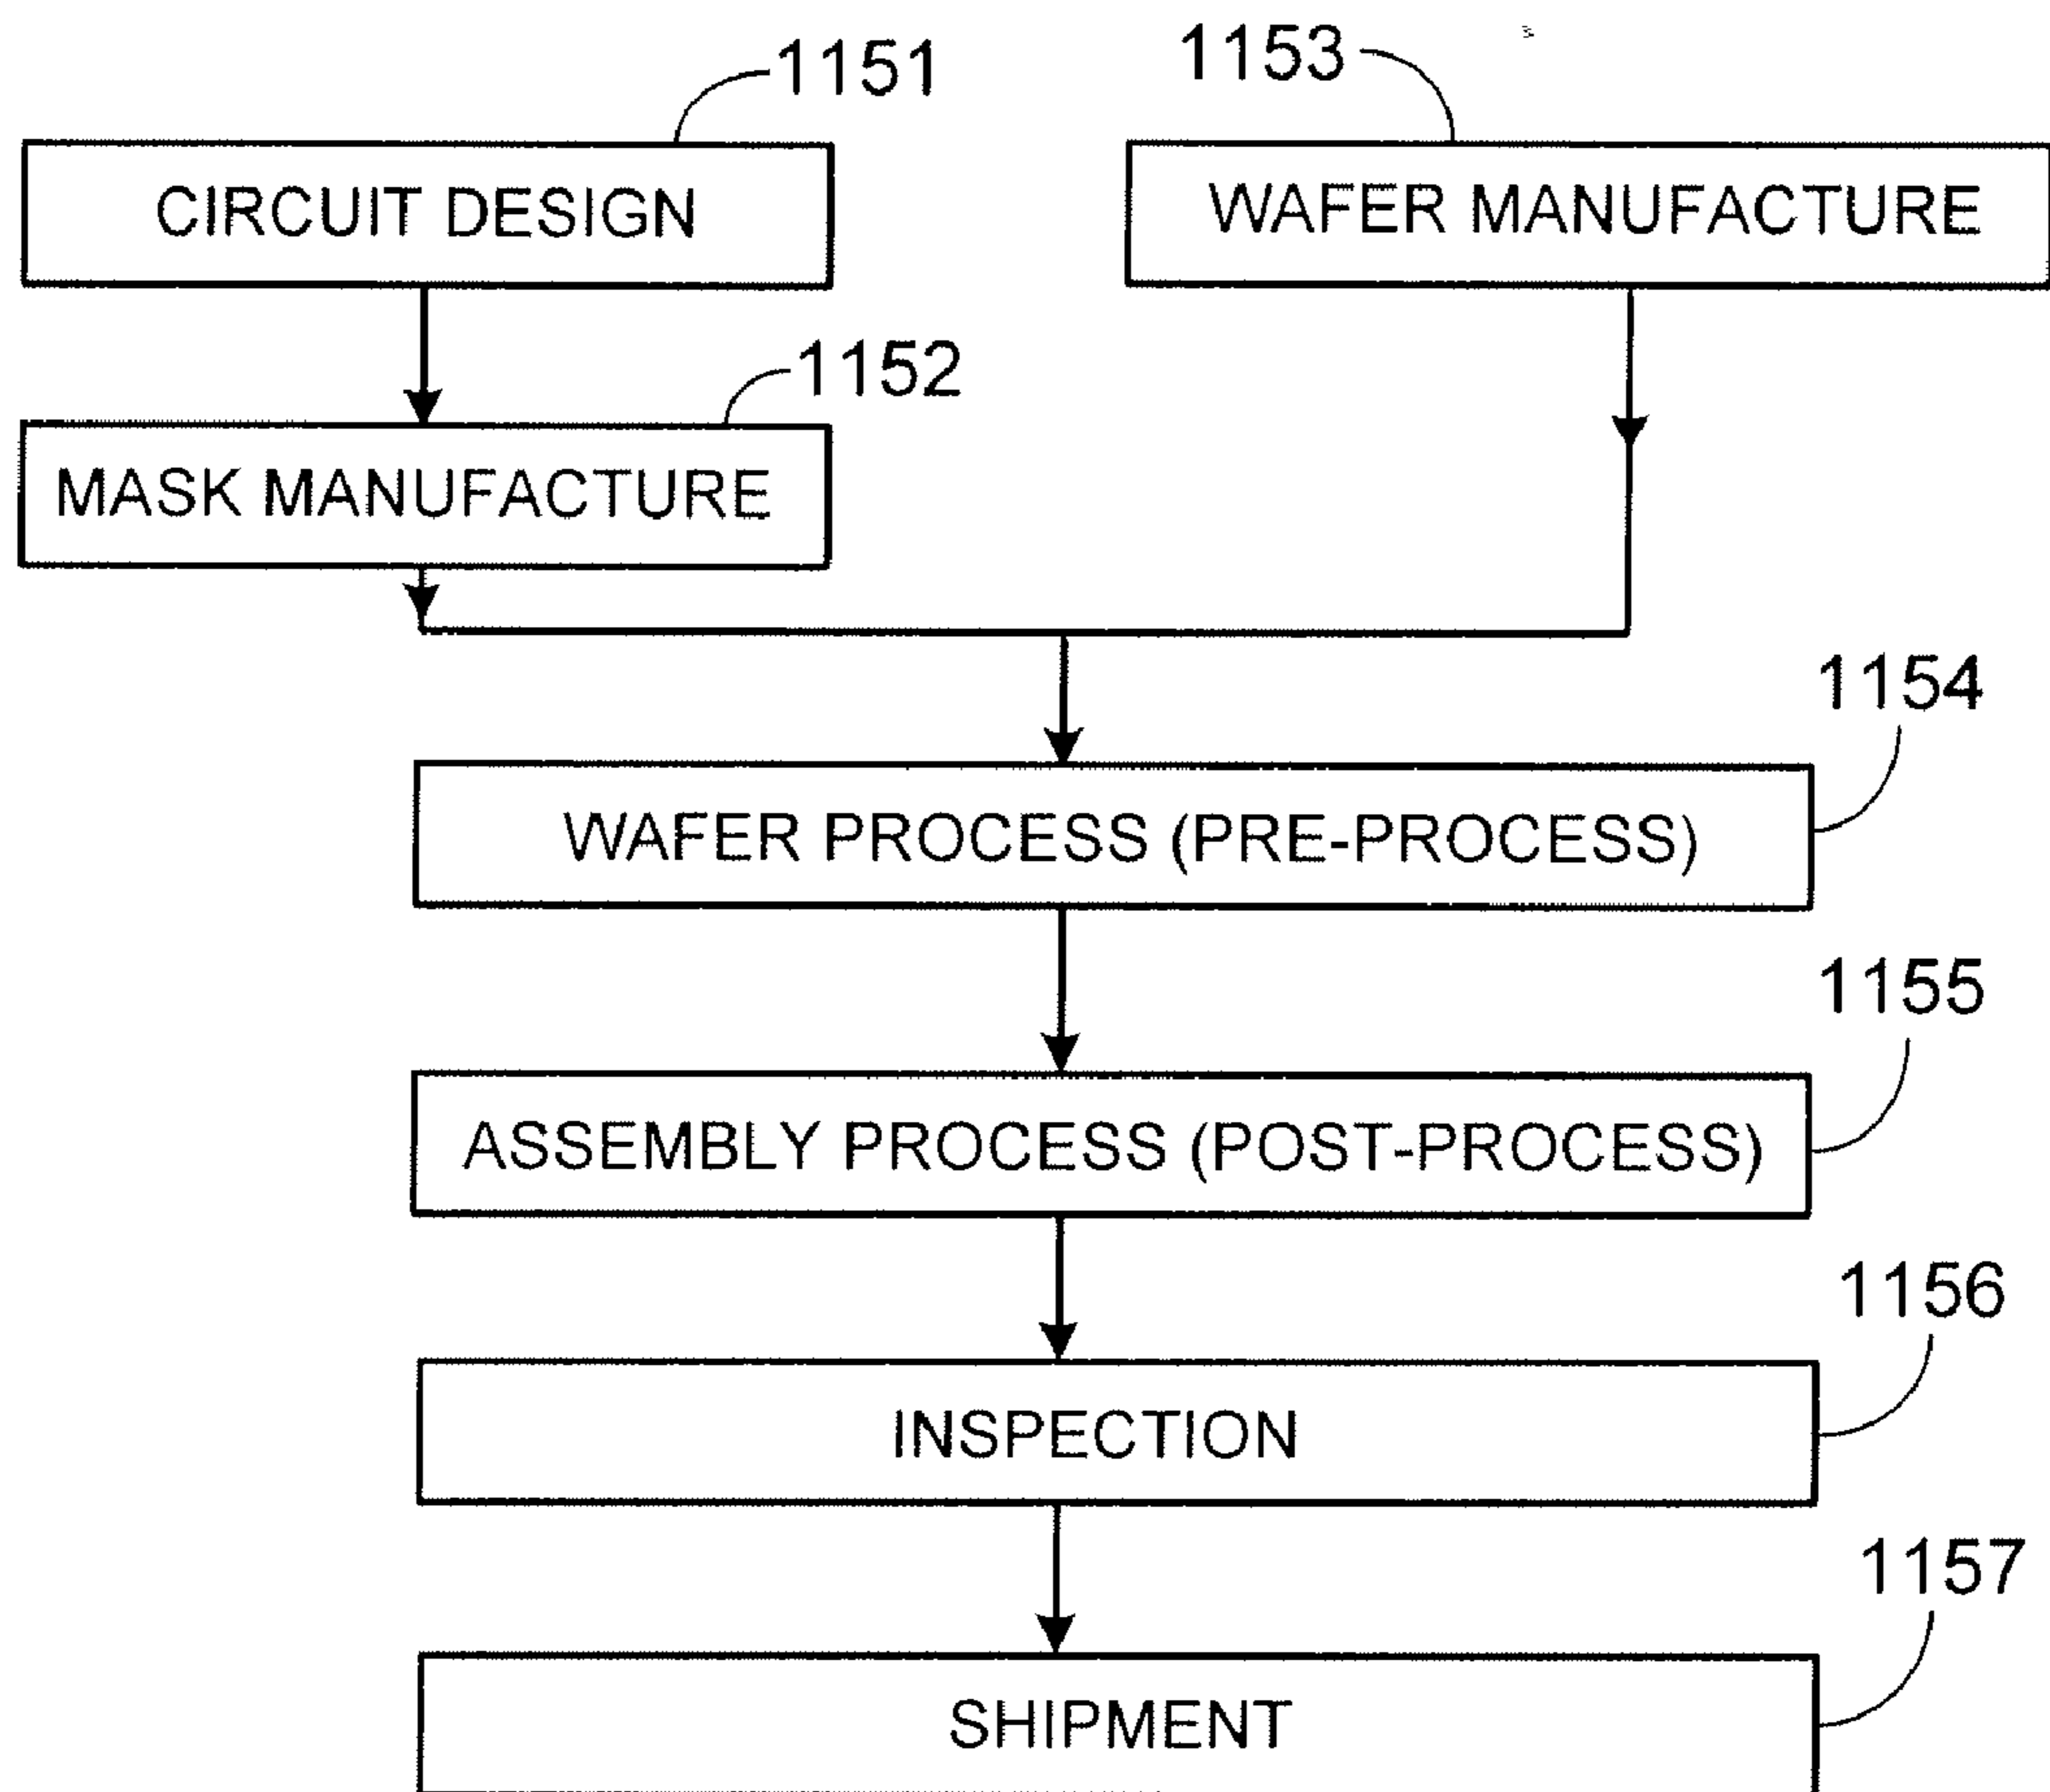 1151
1153
CIRCUIT DESIGN
WAFER MANUFACTURE
1152
MASK MANUFACTURE
1154
WAFER PROCESS (PRE-PROCESS)
1155
ASSEMBLY PROCESS (POST-PROCESS)
1156
INSPECTION
1157
SHIPMENT